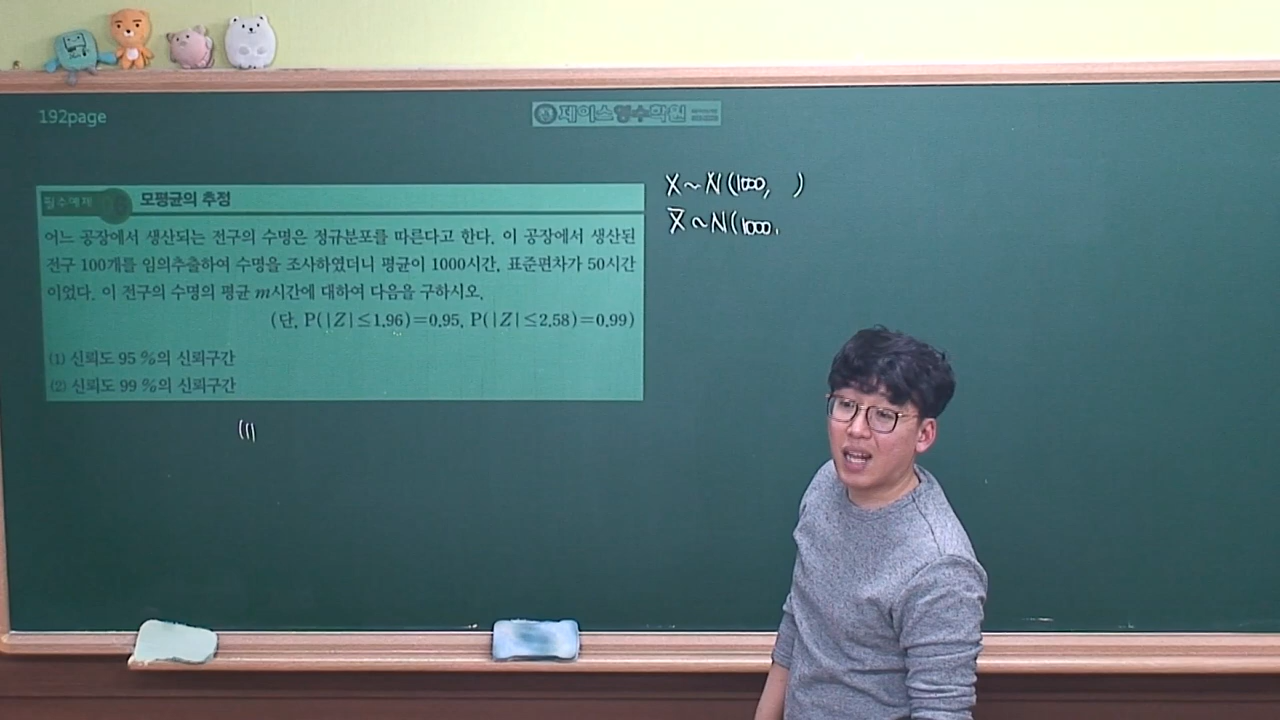 192page
제이스영수학원
필수예제
모평균의 추정
어느 공장에서 생산되는 전구의 수명은 정규분포를 따른다고 한다. 이 공장에서 생산된
전구 100개를 임의추출하여 수명을 조사하였더니 평균이 1000시간, 표준편차가 50시간
이었다. 이 전구의 수명의 평균 m시간에 대하여 다음을 구하시오.
(단, P(|Z|≤1.96)=0.95, P(|Z|≤2.58)=0.99)
(1) 신뢰도 95 %의 신뢰구간
(2) 신뢰도 99 %의 신뢰구간
X~N(1000, )
X̄~N(1000,
(1)